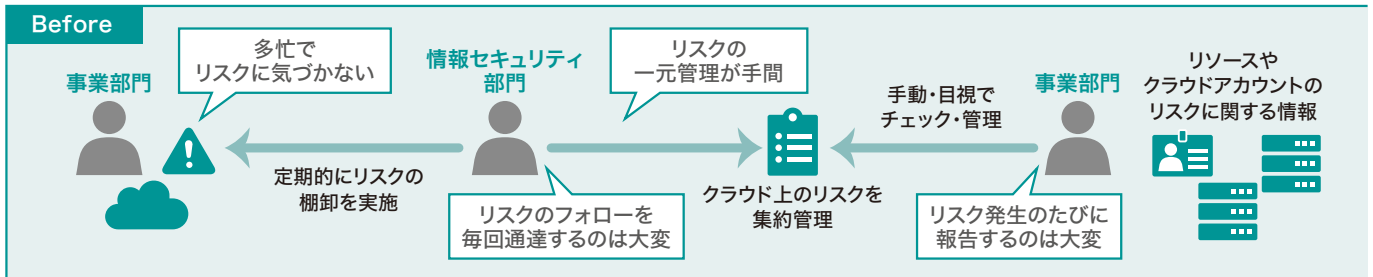 Before
事業部門
多忙で
リスクに気づかない
定期的にリスクの
棚卸を実施
情報セキュリティ
部門
リスクのフォローを
毎回通達するのは大変
リスクの
一元管理が手間
クラウド上のリスクを
集約管理
手動・目視で
チェック・管理
事業部門
リスク発生のたびに
報告するのは大変
リソースや
クラウドアカウントの
リスクに関する情報